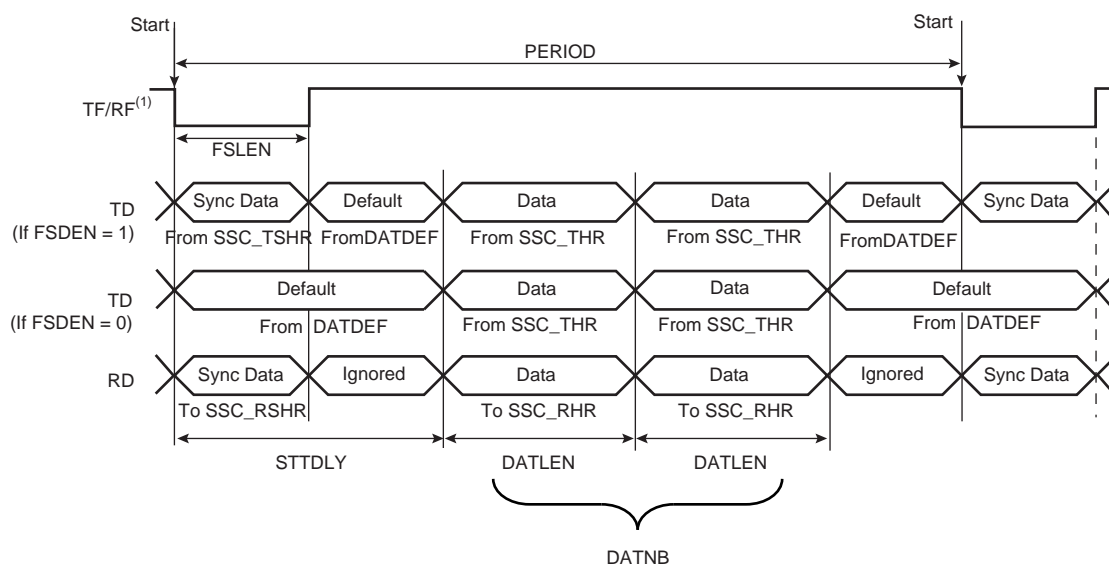 Start
Start
PERIOD
TF/RF(1)
FSLEN
TD
(If FSDEN = 1)
Sync Data
Default
Data
Data
Default
Sync Data
From SSC_TSHR
FromDATDEF
From SSC_THR
From SSC_THR
FromDATDEF
TD
(If FSDEN = 0)
Default
Data
Data
Default
From DATDEF
From SSC_THR
From SSC_THR
From DATDEF
RD
Sync Data
Ignored
Data
Data
Ignored
Sync Data
To SSC_RSHR
To SSC_RHR
To SSC_RHR
STTDLY
DATLEN
DATLEN
DATNB